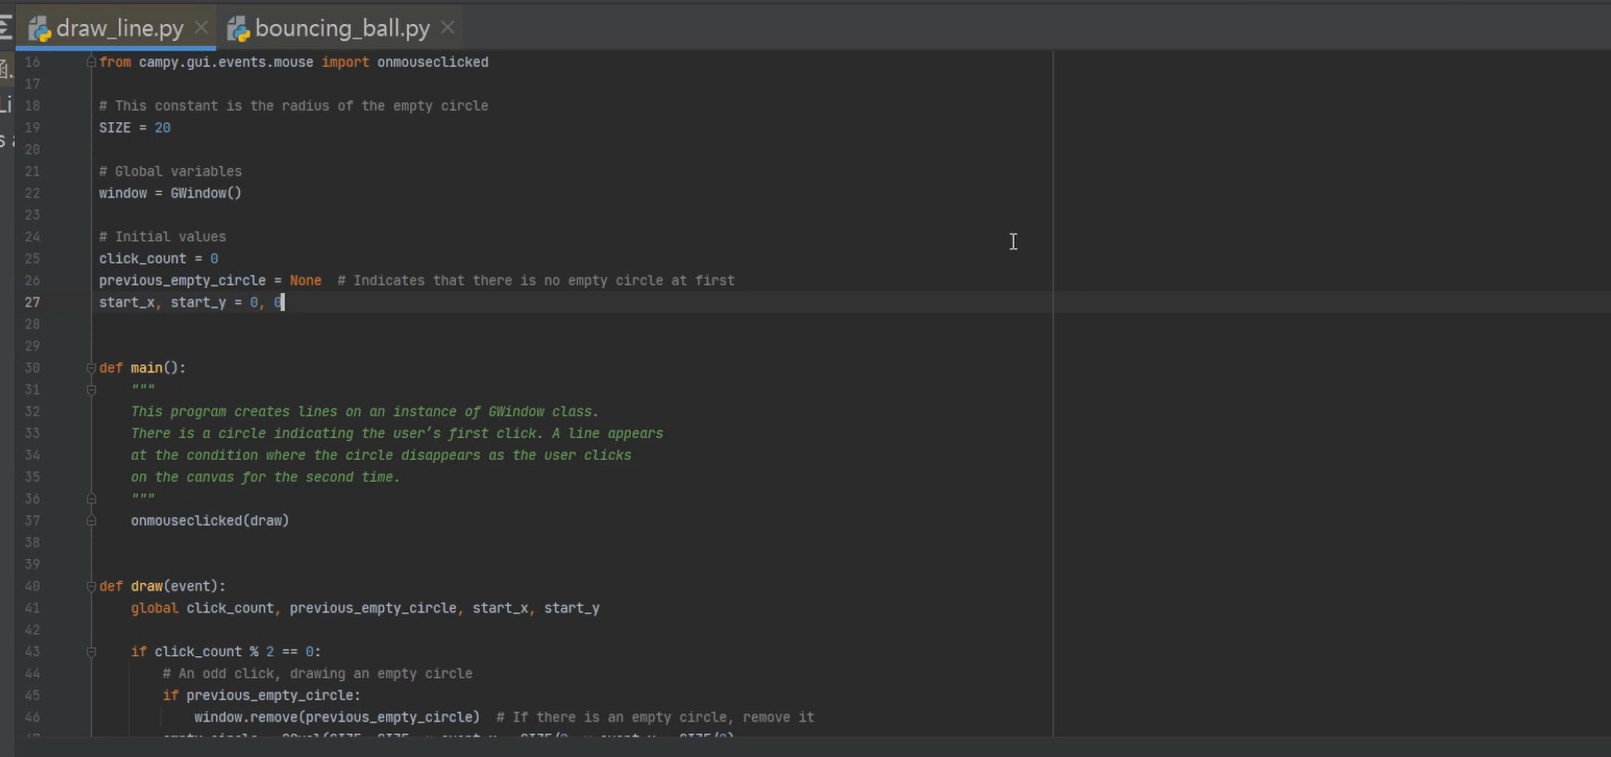 draw_line.py × bouncing_ball.py ×
16 from campy.gui.events.mouse import onmouseclicked
17
18 # This constant is the radius of the empty circle
19 SIZE = 20
20
21 # Global variables
22 window = GWindow()
23
24 # Initial values
25 click_count = 0
26 previous_empty_circle = None  # Indicates that there is no empty circle at first
27 start_x, start_y = 0, 0
28
29
30 def main():
31     """
32     This program creates lines on an instance of GWindow class.
33     There is a circle indicating the user's first click. A line appears
34     at the condition where the circle disappears as the user clicks
35     on the canvas for the second time.
36     """
37     onmouseclicked(draw)
38
39
40 def draw(event):
41     global click_count, previous_empty_circle, start_x, start_y
42
43     if click_count % 2 == 0:
44         # An odd click, drawing an empty circle
45         if previous_empty_circle:
46             window.remove(previous_empty_circle)  # If there is an empty circle, remove it